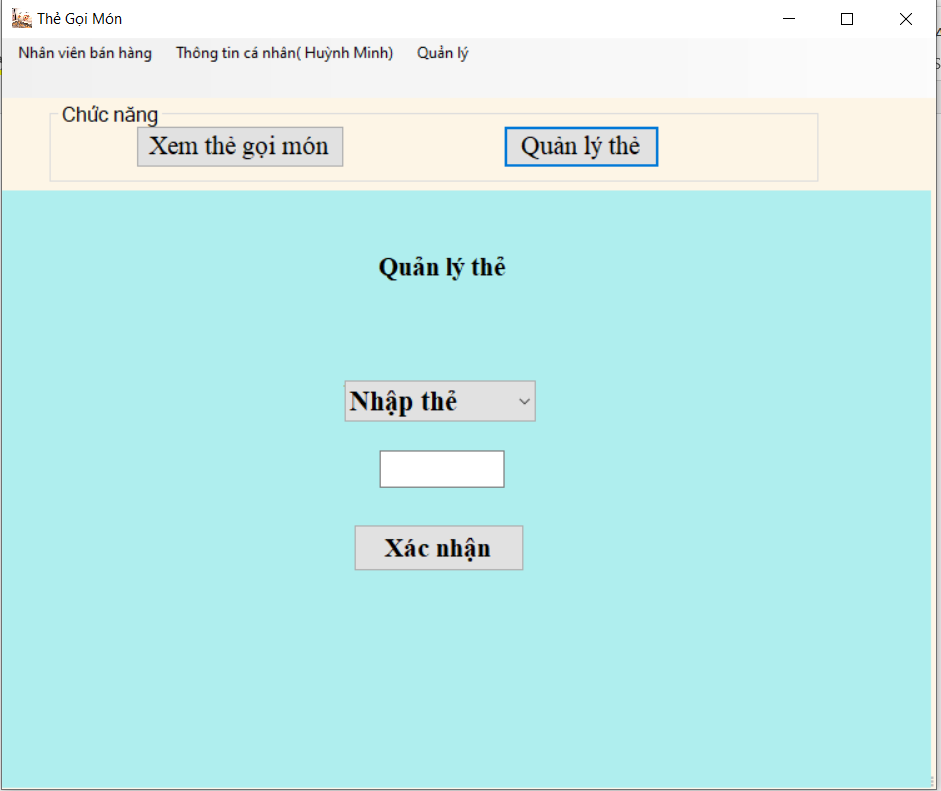 Thẻ Gọi Món
Nhân viên bán hàng Thông tin cá nhân( Huỳnh Minh) Quản lý
Chức năng
Xem thẻ gọi món Quản lý thẻ
Quản lý thẻ
Nhập thẻ
Xác nhận